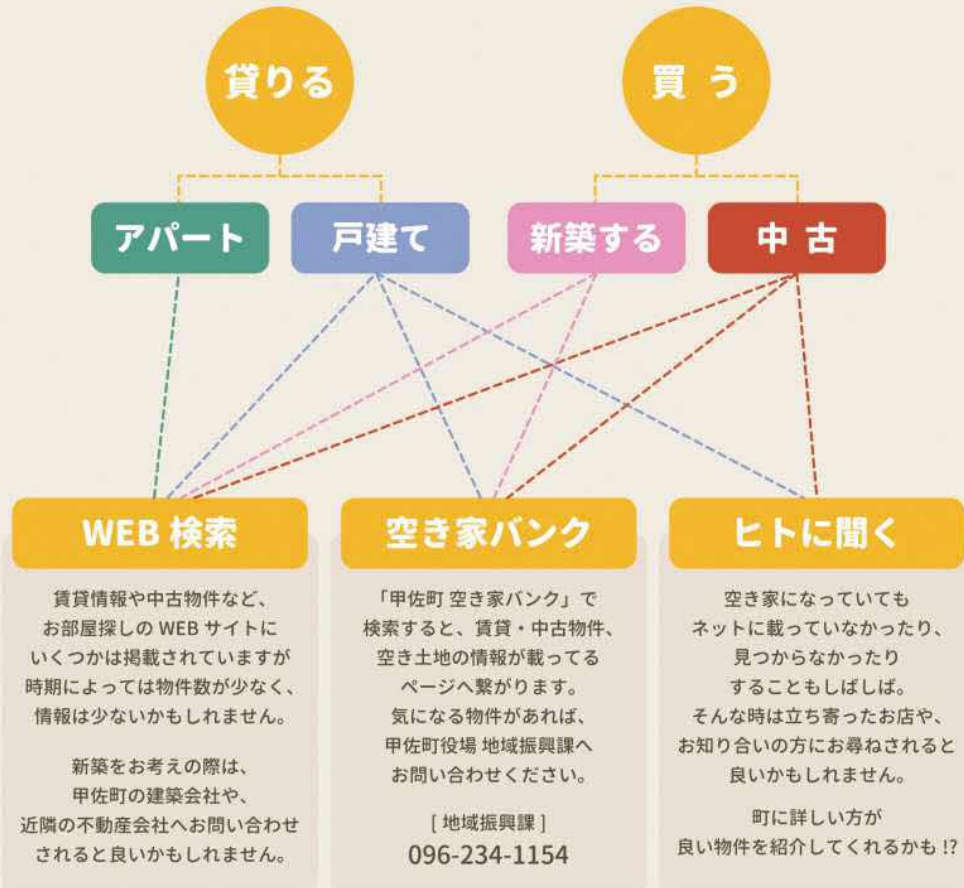 貸りる
買 う
アパート
戸建て
新築する
中 古
WEB 検索
賃貸情報や中古物件など、
お部屋探しの WEB サイトに
いくつかは掲載されていますが
時期によっては物件数が少なく、
情報は少ないかもしれません。
新築をお考えの際は、
甲佐町の建築会社や、
近隣の不動産会社へお問い合わせ
されると良いかもしれません。
空き家バンク
「甲佐町 空き家バンク」で
検索すると、賃貸・中古物件、
空き土地の情報が載ってる
ページへ繋がります。
気になる物件があれば、
甲佐町役場 地域振興課へ
お問い合わせください。
[ 地域振興課 ]
096-234-1154
ヒトに聞く
空き家になっていても
ネットに載っていなかったり、
見つからなかったり
することもしばしば。
そんな時は立ち寄ったお店や、
お知り合いの方にお尋ねされると
良いかもしれません。
町に詳しい方が
良い物件を紹介してくれるかも !?